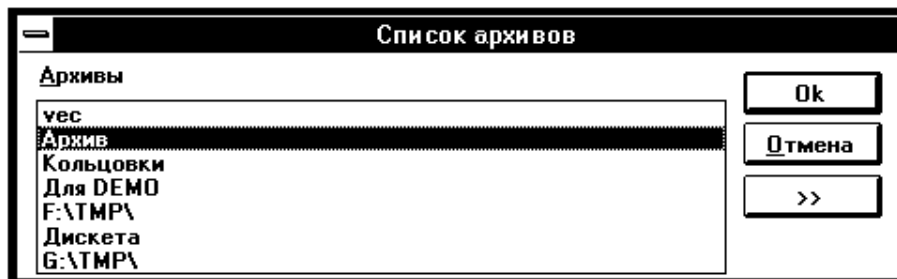 Список архивов
Архивы
vec
Архив
Кольцовки
Для DEMO
F:\TMP\
Дискета
G:\TMP\
Ok
Отмена
>>